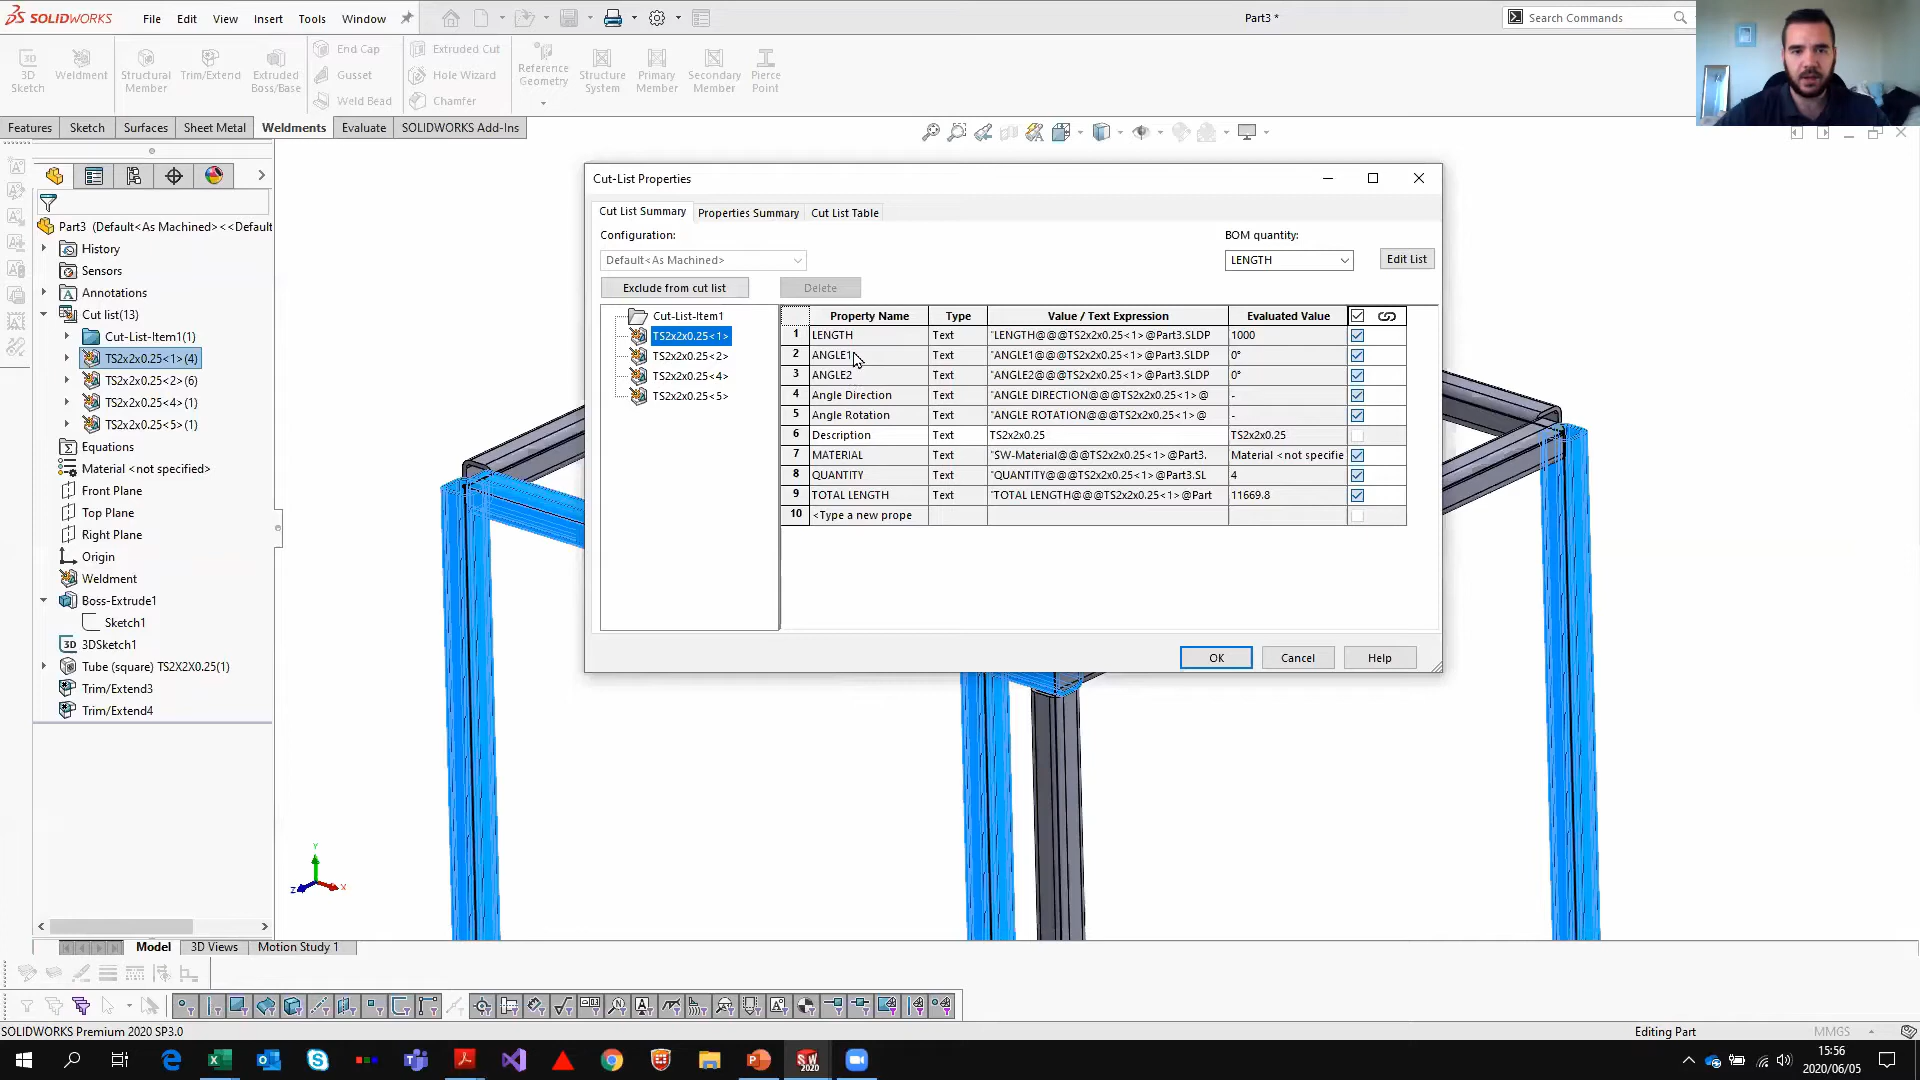 SOLIDWORKS
File Edit View Insert Tools Window
Part3 *
Search Commands
3D Sketch
Weldment
Structural Member
Trim/Extend
Extruded Boss/Base
End Cap
Gusset
Weld Bead
Extruded Cut
Hole Wizard
Chamfer
Reference Geometry
Structure System
Primary Member
Secondary Member
Pierce Point
Features Sketch Surfaces Sheet Metal Weldments Evaluate SOLIDWORKS Add-Ins
Part3 (Default<As Machined><<Default
History
Sensors
Annotations
Cut list(13)
Cut-List-Item1(1)
TS2x2x0.25<1>(4)
TS2x2x0.25<2>(6)
TS2x2x0.25<4>(1)
TS2x2x0.25<5>(1)
Equations
Material <not specified>
Front Plane
Top Plane
Right Plane
Origin
Weldment
Boss-Extrude1
Sketch1
3D 3DSketch1
Tube (square) TS2X2X0.25(1)
Trim/Extend3
Trim/Extend4
Cut-List Properties
Cut List Summary Properties Summary Cut List Table
Configuration:
BOM quantity:
Default<As Machined>
LENGTH
Edit List
Exclude from cut list
Delete
Cut-List-Item1
TS2x2x0.25<1>
TS2x2x0.25<2>
TS2x2x0.25<4>
TS2x2x0.25<5>
Property Name Type Value / Text Expression Evaluated Value
1 LENGTH Text "LENGTH@@@TS2x2x0.25<1>@Part3.SLDP 1000
2 ANGLE1 Text "ANGLE1@@@TS2x2x0.25<1>@Part3.SLDP 0°
3 ANGLE2 Text "ANGLE2@@@TS2x2x0.25<1>@Part3.SLDP 0°
4 Angle Direction Text "ANGLE DIRECTION@@@TS2x2x0.25<1>@ -
5 Angle Rotation Text "ANGLE ROTATION@@@TS2x2x0.25<1>@ -
6 Description Text TS2x2x0.25 TS2x2x0.25
7 MATERIAL Text "SW-Material@@@TS2x2x0.25<1>@Part3. Material <not specifie
8 QUANTITY Text "QUANTITY@@@TS2x2x0.25<1>@Part3.SL 4
9 TOTAL LENGTH Text "TOTAL LENGTH@@@TS2x2x0.25<1>@Part 11669.8
10 <Type a new prope
OK Cancel Help
Y
Z X
Model 3D Views Motion Study 1
SOLIDWORKS Premium 2020 SP3.0
Editing Part
MMGS
SW 2020
15:56
2020/06/05